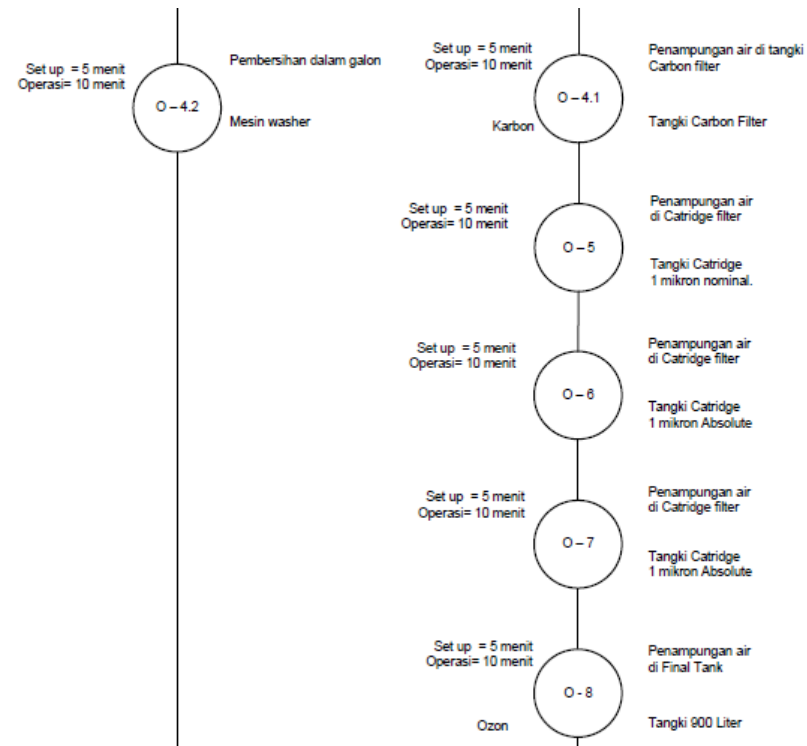 Set up = 5 menit
Operasi= 10 menit
O – 4.2
Pembersihan dalam galon
Mesin washer
Set up = 5 menit
Operasi= 10 menit
Karbon
O – 4.1
Penampungan air di tangki
Carbon filter
Tangki Carbon Filter
Set up = 5 menit
Operasi= 10 menit
O – 5
Penampungan air
di Catridge filter
Tangki Catridge
1 mikron nominal.
Set up = 5 menit
Operasi= 10 menit
O – 6
Penampungan air
di Catridge filter
Tangki Catridge
1 mikron Absolute
Set up = 5 menit
Operasi= 10 menit
O – 7
Penampungan air
di Catridge filter
Tangki Catridge
1 mikron Absolute
Set up = 5 menit
Operasi= 10 menit
Ozon
O - 8
Penampungan air
di Final Tank
Tangki 900 Liter